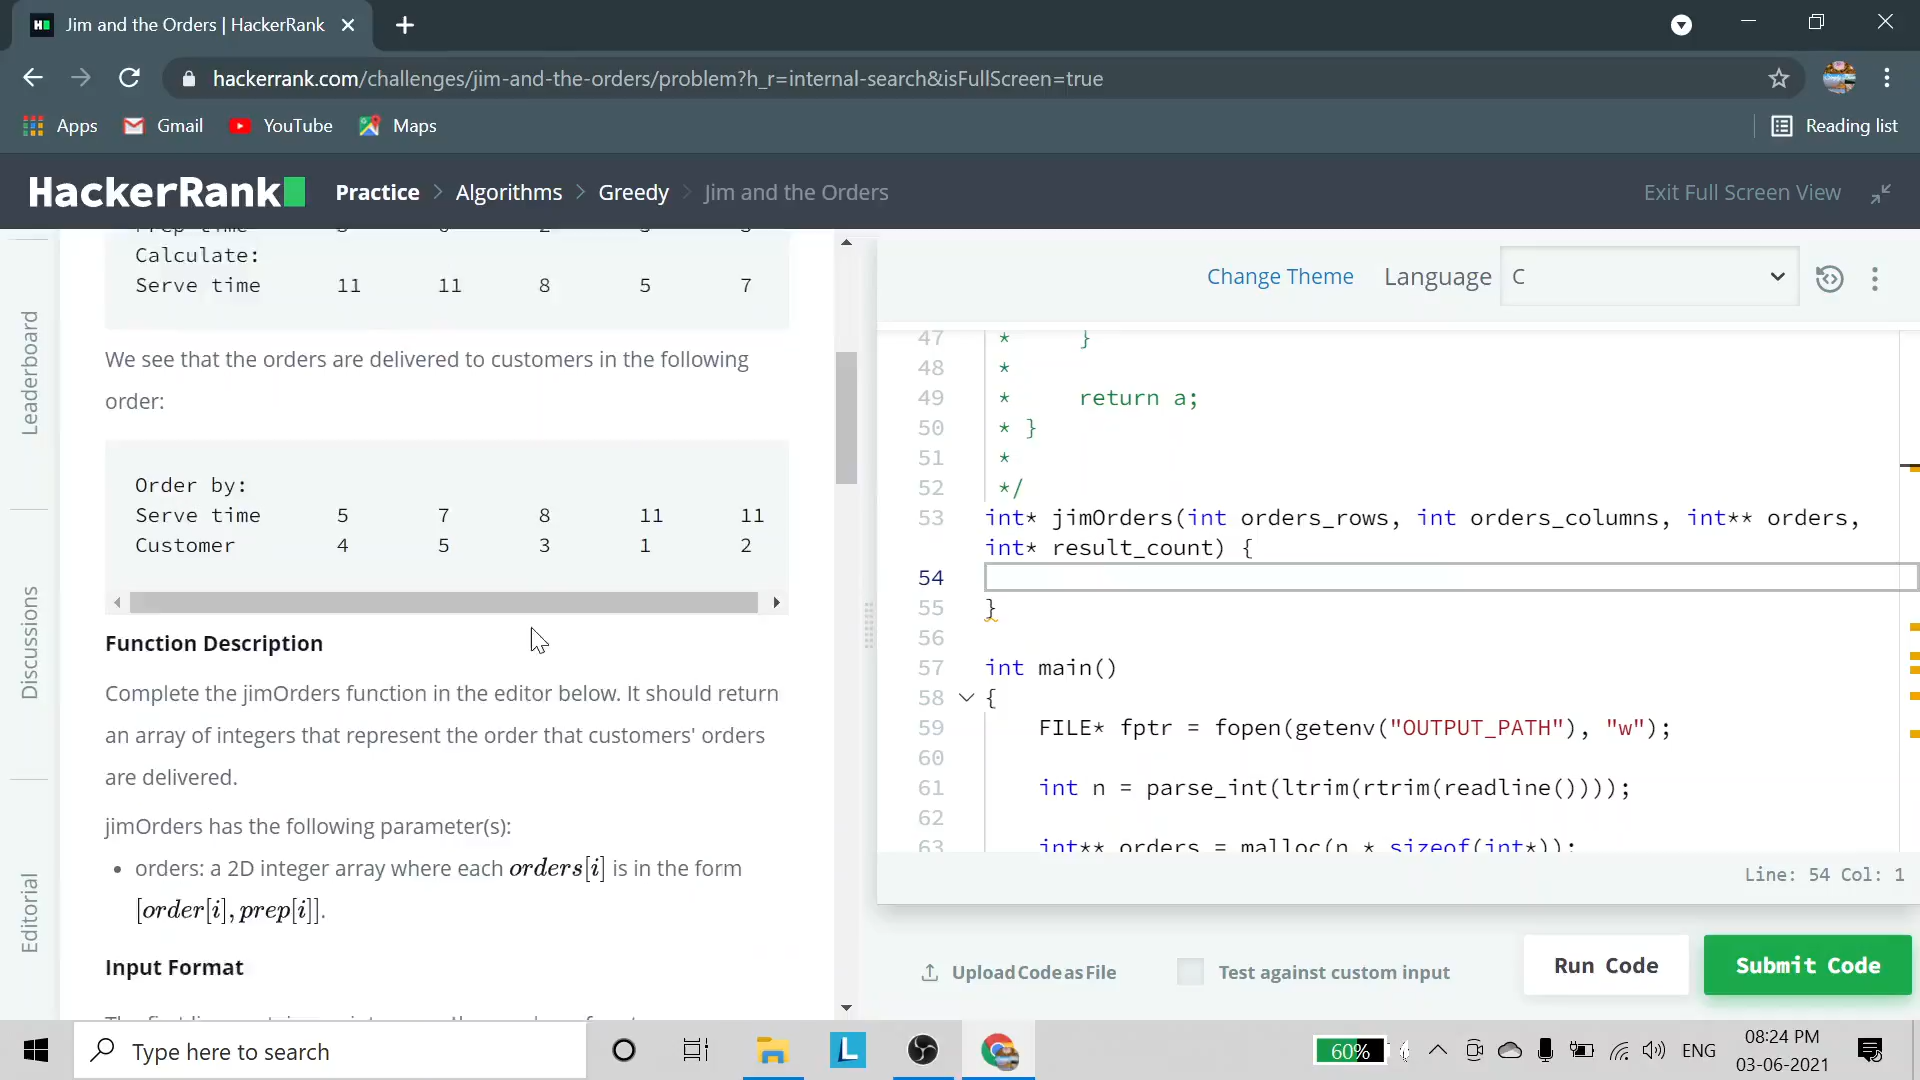 Jim and the Orders | HackerRank
hackerrank.com/challenges/jim-and-the-orders/problem?h_r=internal-search&isFullScreen=true
Apps Gmail YouTube Maps Reading list
HackerRank Practice > Algorithms > Greedy > Jim and the Orders Exit Full Screen View
Leaderboard
Discussions
Editorial
Calculate:
Serve time 11 11 8 5 7
We see that the orders are delivered to customers in the following
order:
Order by:
Serve time 5 7 8 11 11
Customer 4 5 3 1 2
Function Description
Complete the jimOrders function in the editor below. It should return
an array of integers that represent the order that customers' orders
are delivered.
jimOrders has the following parameter(s):
• orders: a 2D integer array where each orders[i] is in the form
[order[i], prep[i]].
Input Format
Change Theme Language C
47 * }
48 *
49 * return a;
50 * }
51 *
52 */
53 int* jimOrders(int orders_rows, int orders_columns, int** orders,
int* result_count) {
54
55 }
56
57 int main()
58 {
59 FILE* fptr = fopen(getenv("OUTPUT_PATH"), "w");
60
61 int n = parse_int(ltrim(rtrim(readline())));
62
63 int** orders = malloc(n * sizeof(int*));
Line: 54 Col: 1
Upload Code as File Test against custom input Run Code Submit Code
Type here to search
60%
ENG
08:24 PM
03-06-2021